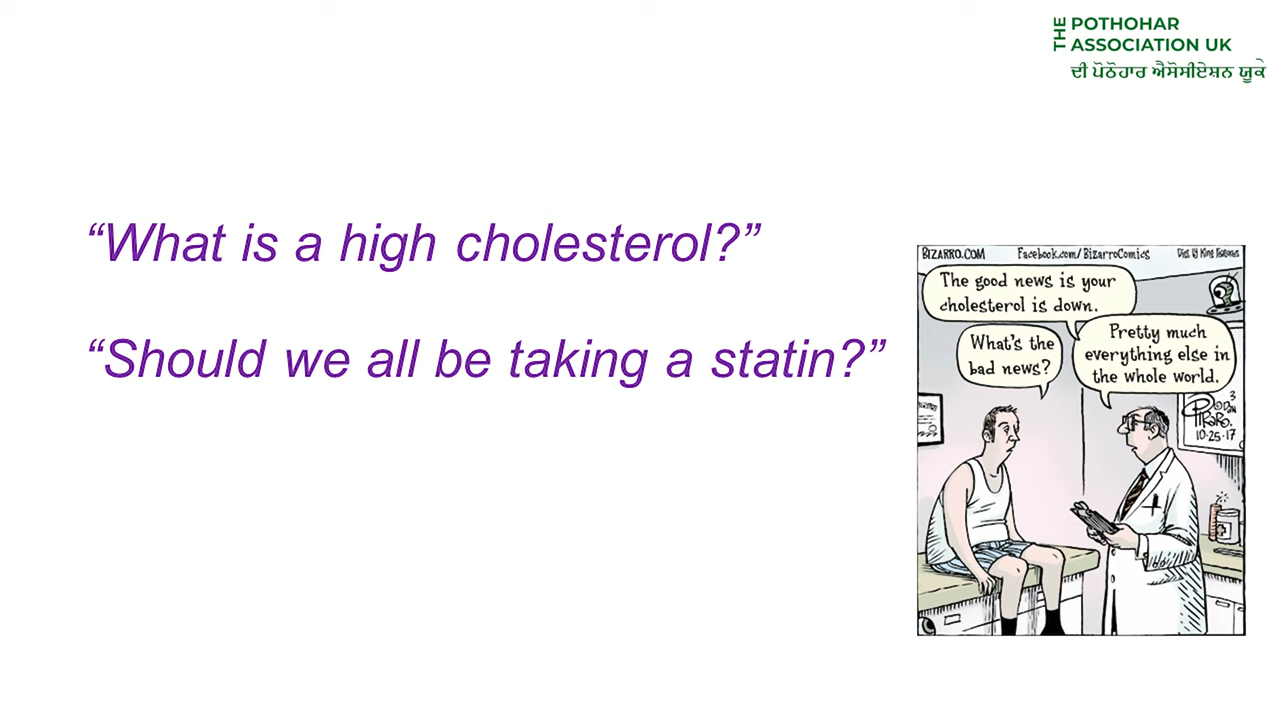 THE
POTHOHAR
ASSOCIATION UK
ਦੀ ਪੋਠੋਹਾਰ ਐਸੋਸੀਏਸ਼ਨ ਯੂਕੇ
“What is a high cholesterol?”
“Should we all be taking a statin?”
BIZARRO.COM
Facebook.com/BizarroComics
Dist. by King Features
The good news is your
cholesterol is down.
What's the
bad news?
Pretty much
everything else in
the whole world.
3
©Dan
PIRARO.
10-25-17